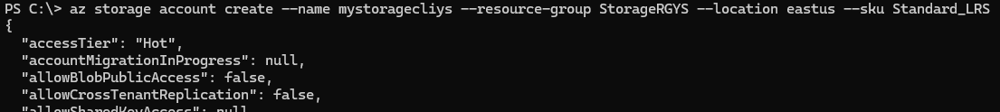 PS C:\> az storage account create --name mystoragecliys --resource-group StorageRGYS --location eastus --sku Standard_LRS
{
  "accessTier": "Hot",
  "accountMigrationInProgress": null,
  "allowBlobPublicAccess": false,
  "allowCrossTenantReplication": false,
  "allowSharedKeyAccess": null